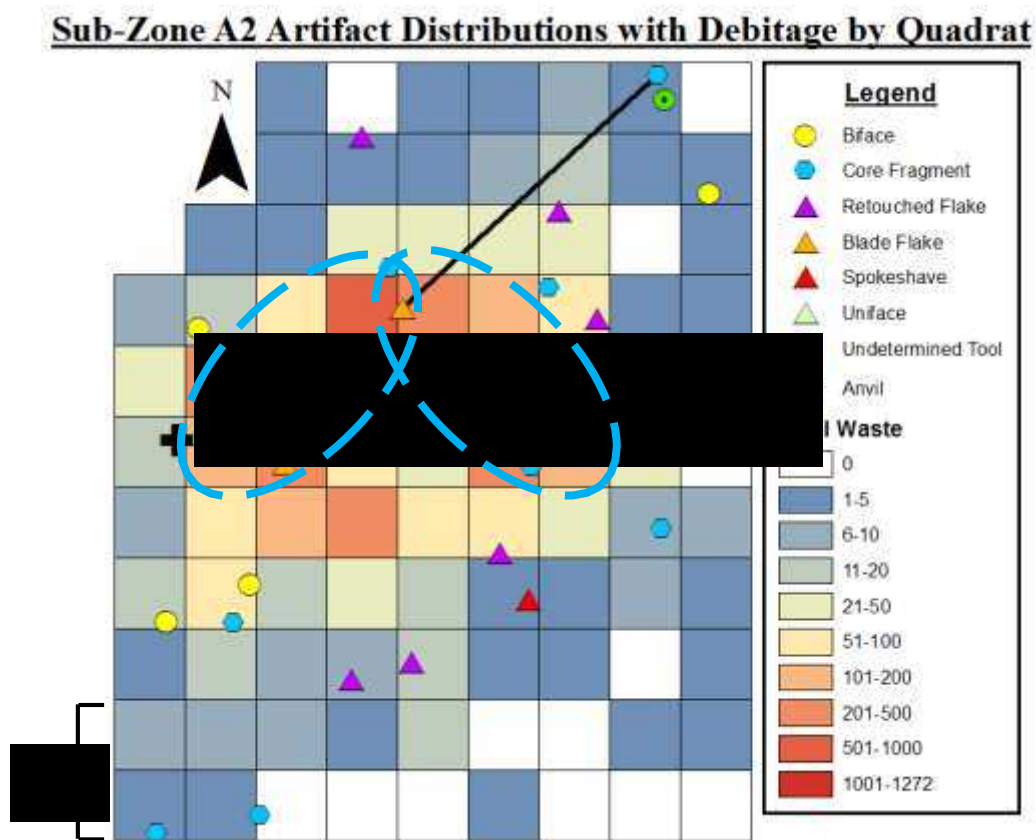 Sub-Zone A2 Artifact Distributions with Debitage by Quadrat
N
Legend
Biface
Core Fragment
Retouched Flake
Blade Flake
Spokeshave
Uniface
Undetermined Tool
Anvil
Waste
0
1-5
6-10
11-20
21-50
51-100
101-200
201-500
501-1000
1001-1272